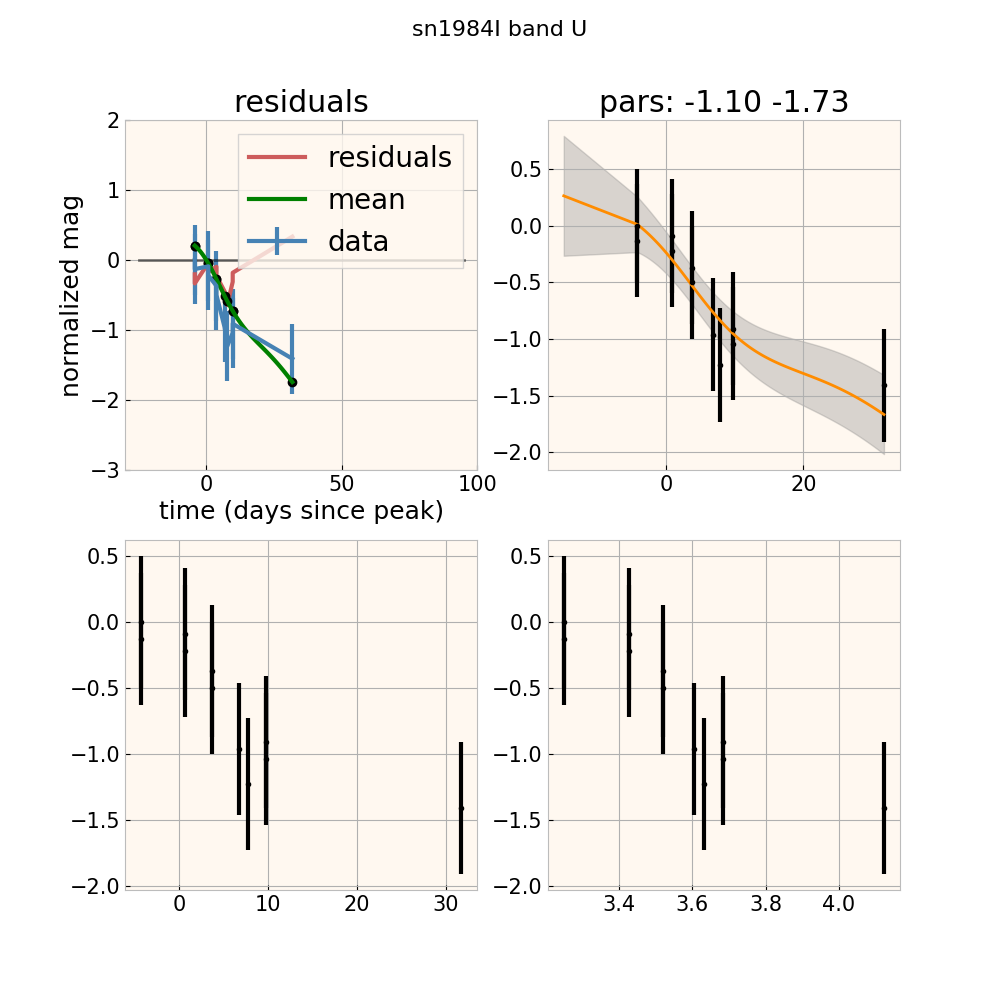 sn1984I band U
residuals
pars: -1.10 -1.73
normalized mag
2
1
0
−1
−2
−3
residuals
mean
data
0 50 100
time (days since peak)
0.5
0.0
−0.5
−1.0
−1.5
−2.0
0 20
0.5
0.0
−0.5
−1.0
−1.5
−2.0
0 10 20 30
0.5
0.0
−0.5
−1.0
−1.5
−2.0
3.4 3.6 3.8 4.0